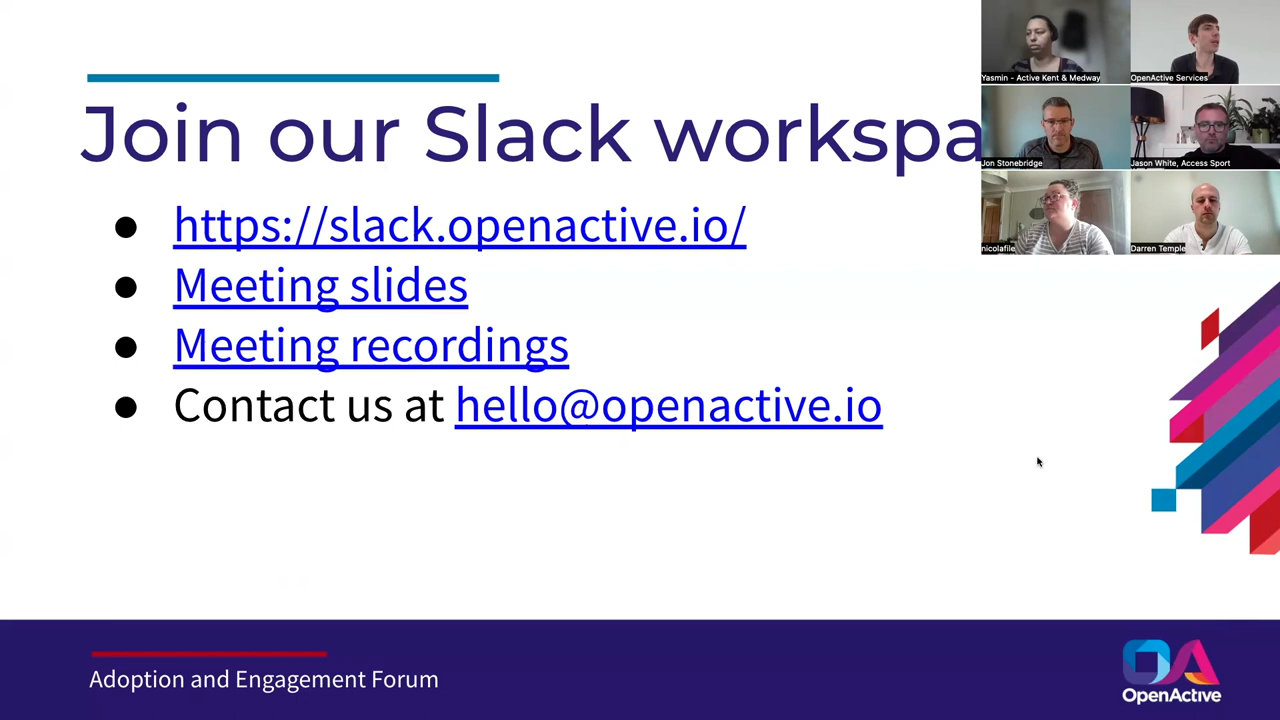 Join our Slack workspa
https://slack.openactive.io/
Meeting slides
Meeting recordings
Contact us at hello@openactive.io
Yasmin - Active Kent & Medway
OpenActive Services
Jon Stonebridge
Jason White, Access Sport
nicolafile
Darren Temple
Adoption and Engagement Forum
OA
OpenActive